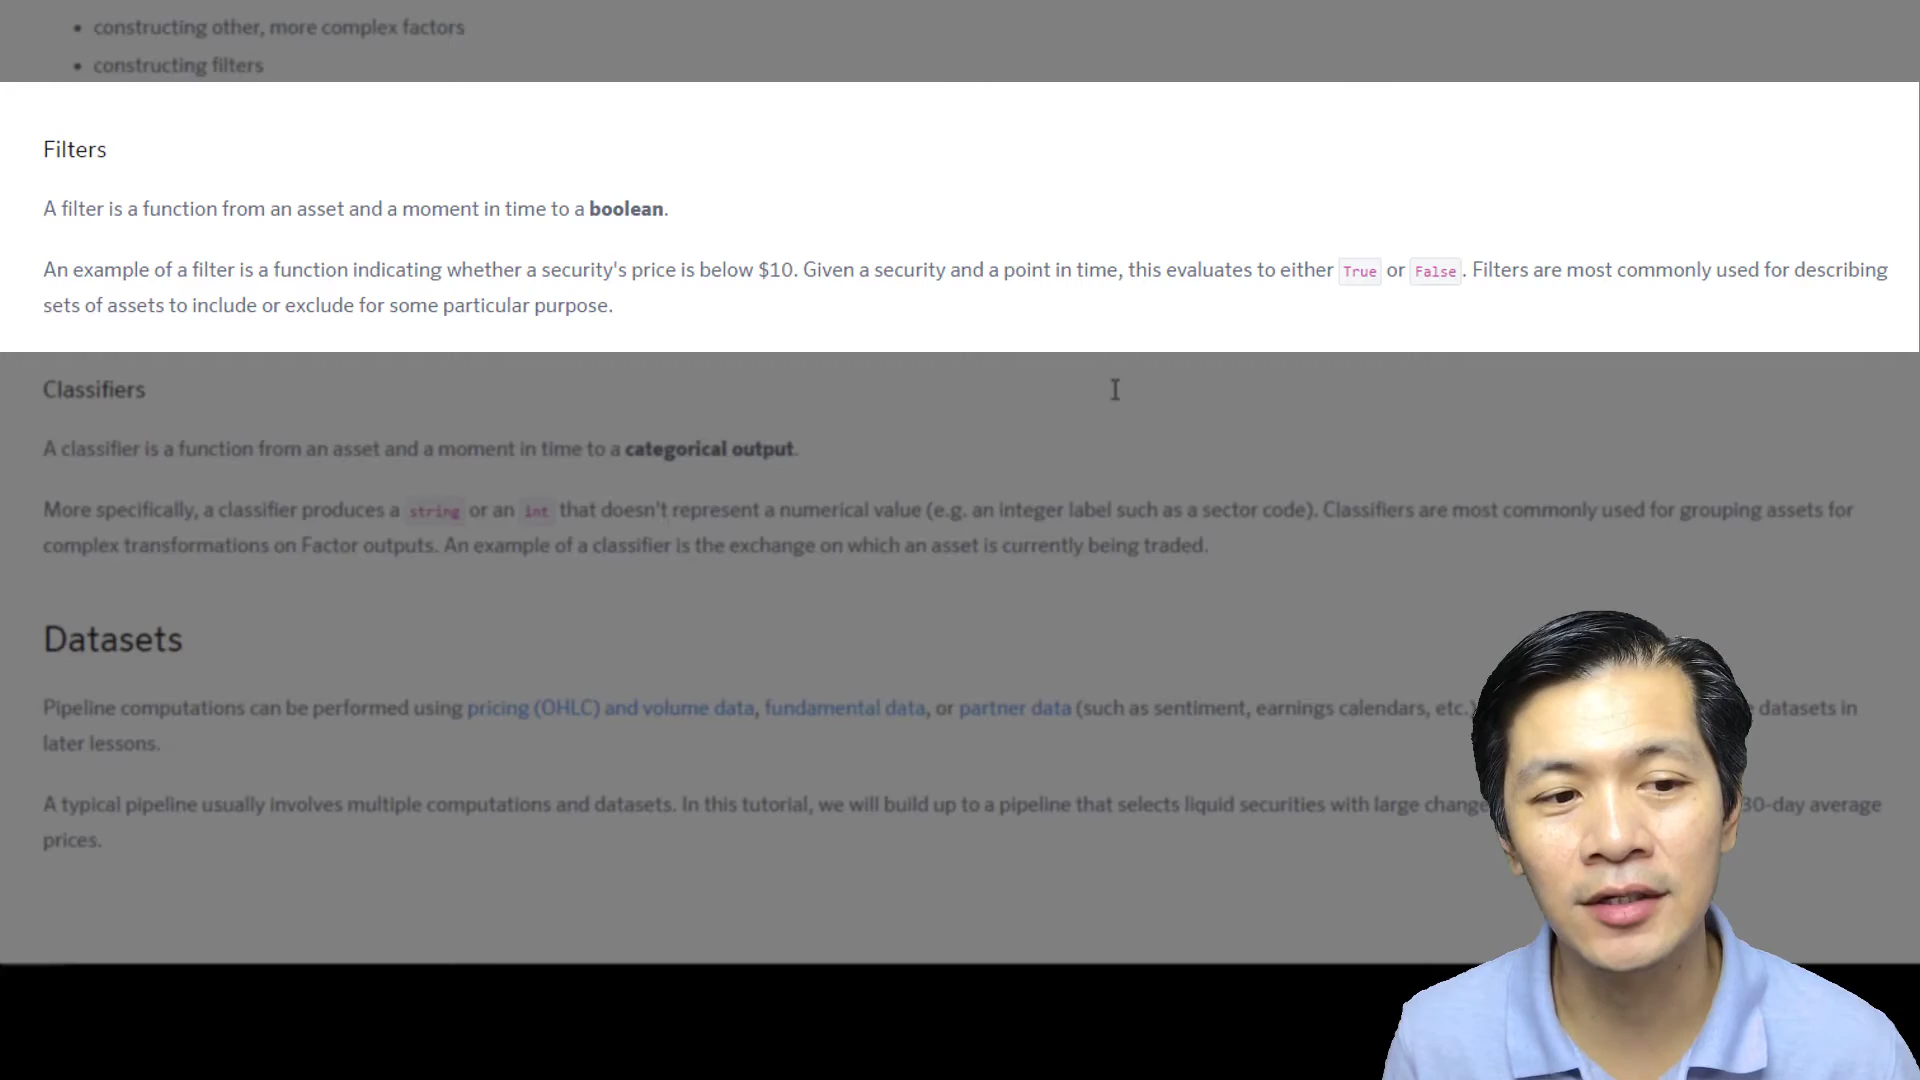 constructing other, more complex factors
constructing filters
Filters
A filter is a function from an asset and a moment in time to a boolean.
An example of a filter is a function indicating whether a security's price is below $10. Given a security and a point in time, this evaluates to either True or False. Filters are most commonly used for describing
sets of assets to include or exclude for some particular purpose.
Classifiers
A classifier is a function from an asset and a moment in time to a categorical output.
More specifically, a classifier produces a string or an int that doesn't represent a numerical value (e.g. an integer label such as a sector code). Classifiers are most commonly used for grouping assets for
complex transformations on Factor outputs. An example of a classifier is the exchange on which an asset is currently being traded.
Datasets
Pipeline computations can be performed using pricing (OHLC) and volume data, fundamental data, or partner data (such as sentiment, earnings calendars, etc.) datasets in
later lessons.
A typical pipeline usually involves multiple computations and datasets. In this tutorial, we will build up to a pipeline that selects liquid securities with large 30-day average
prices.